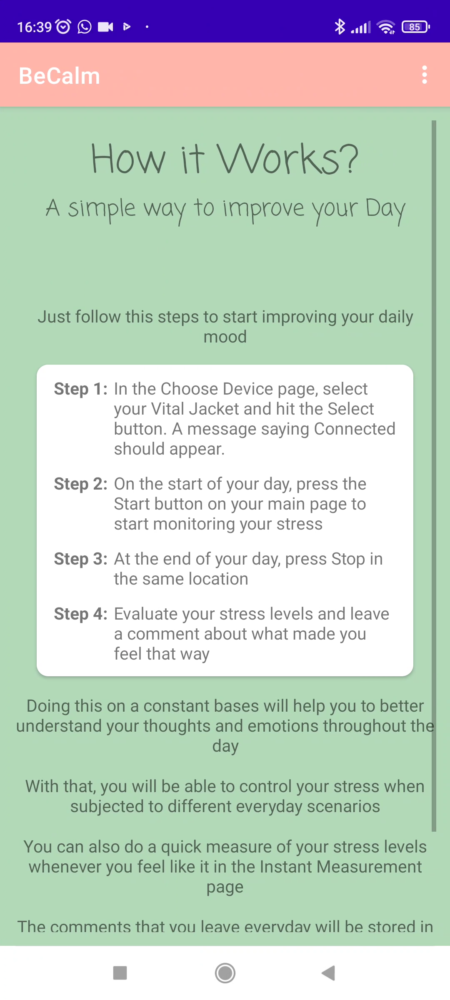 16:39
85
BeCalm
How it Works?
A simple way to improve your Day
Just follow this steps to start improving your daily
mood
Step 1: In the Choose Device page, select
your Vital Jacket and hit the Select
button. A message saying Connected
should appear.
Step 2: On the start of your day, press the
Start button on your main page to
start monitoring your stress
Step 3: At the end of your day, press Stop in
the same location
Step 4: Evaluate your stress levels and leave
a comment about what made you
feel that way
Doing this on a constant bases will help you to better
understand your thoughts and emotions throughout the
day
With that, you will be able to control your stress when
subjected to different everyday scenarios
You can also do a quick measure of your stress levels
whenever you feel like it in the Instant Measurement
page
The comments that you leave everyday will be stored in